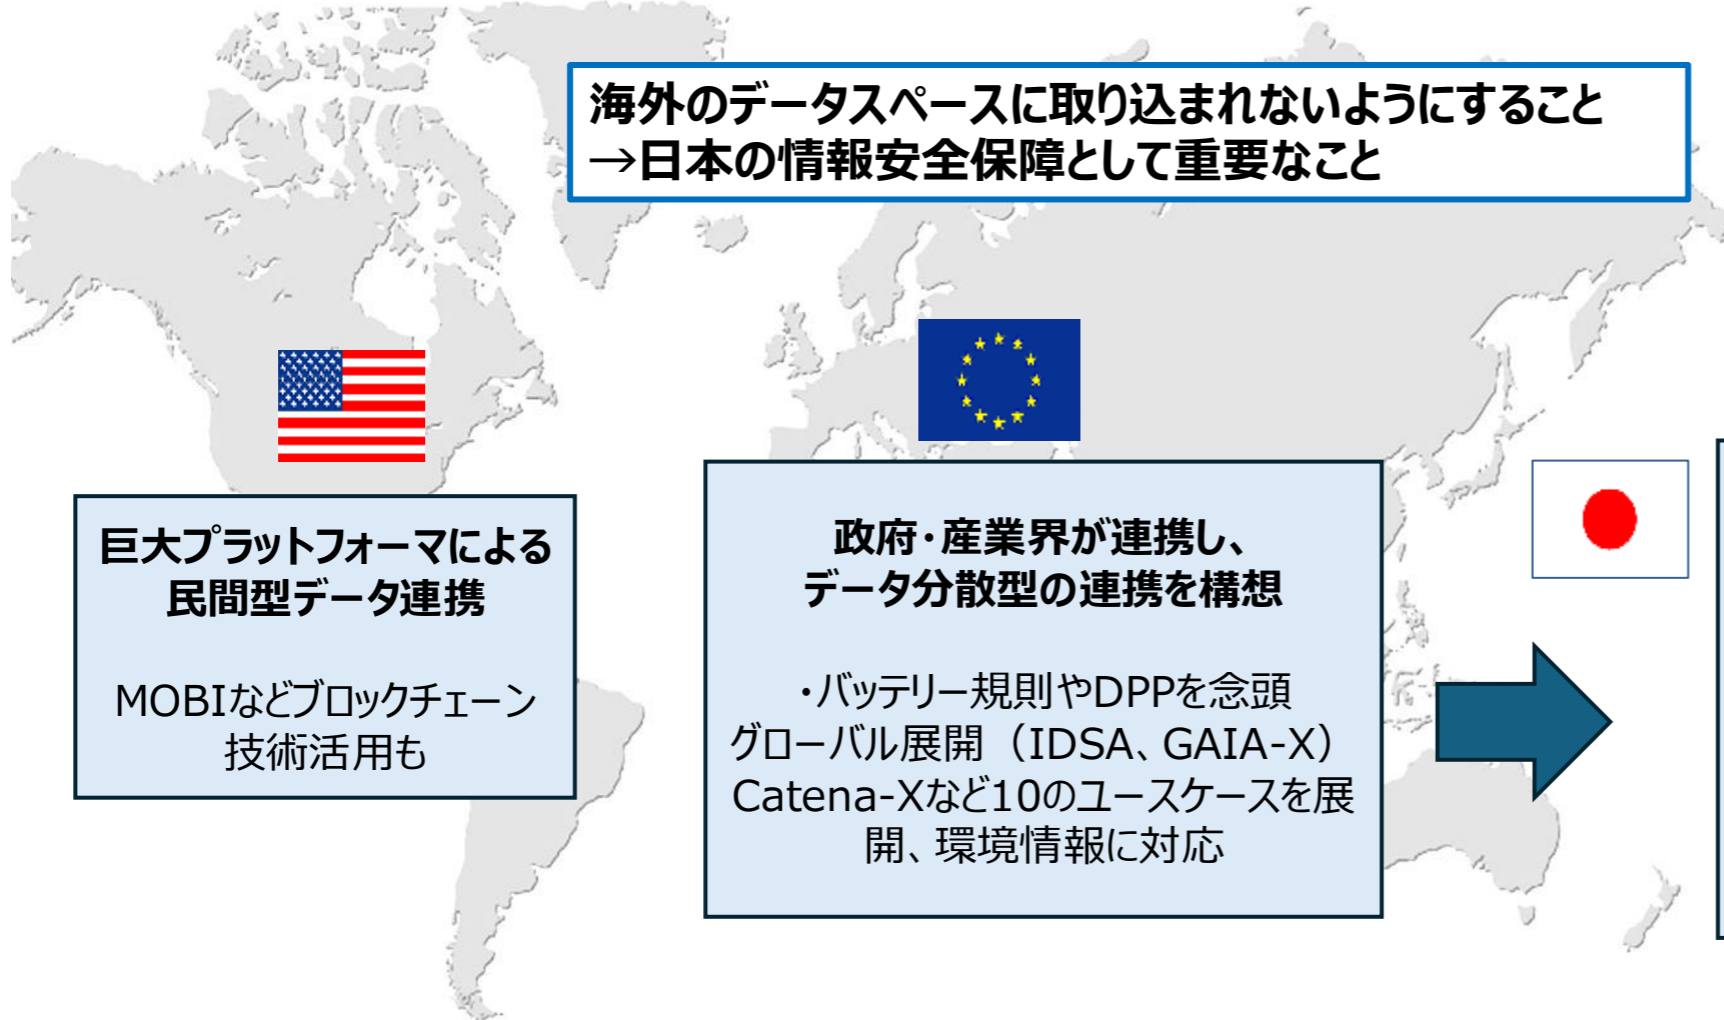 海外のデータスペースに取り込まれないようにすること
→日本の情報安全保障として重要なこと
巨大プラットフォーマによる
民間型データ連携
MOBIなどブロックチェーン
技術活用も
政府・産業界が連携し、
データ分散型の連携を構想
・バッテリー規則やDPPを念頭
グローバル展開（IDSA、GAIA-X）
Catena-Xなど10のユースケースを展
開、環境情報に対応